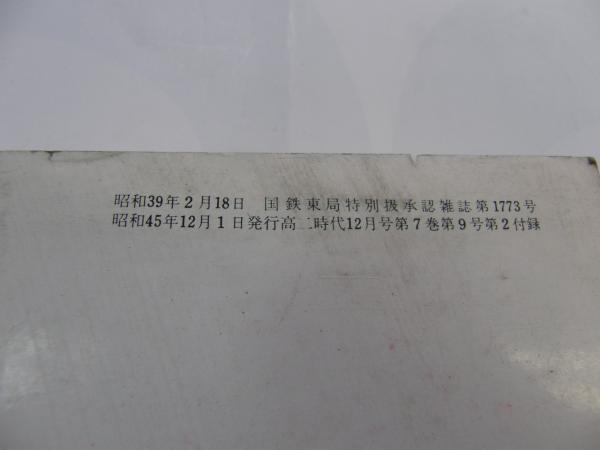 昭和39年2月18日 国鉄東局特別扱承認雑誌第1773号
昭和45年12月1日発行高二時代12月号第7巻第9号第2付録